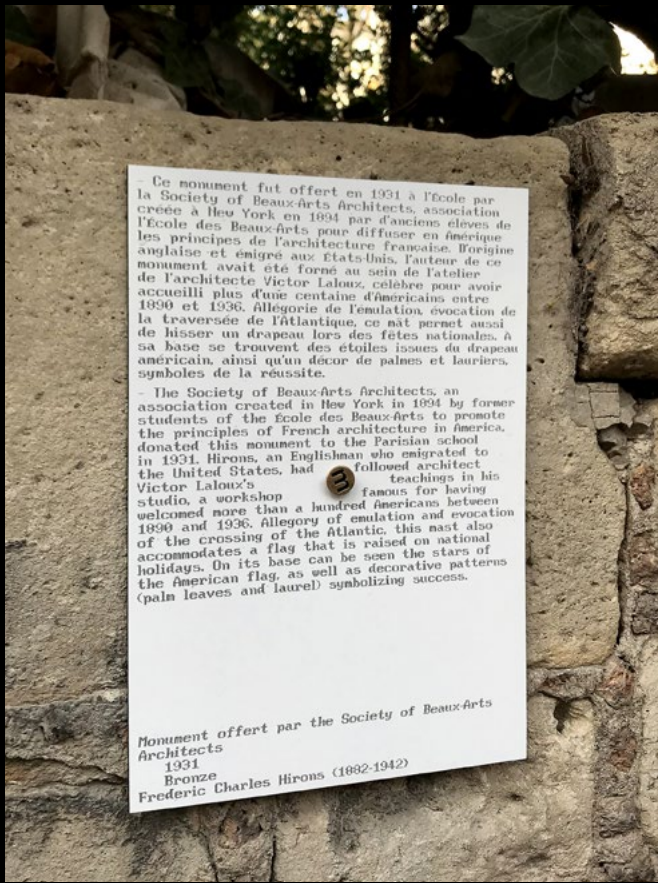 - Ce monument fut offert en 1931 à l'École par
la Society of Beaux-Arts Architects, association
créée à New York en 1894 par d'anciens élèves de
l'École des Beaux-Arts pour diffuser en Amérique
les principes de l'architecture française. D'origine
anglaise et émigré aux États-Unis, l'auteur de ce
monument avait été formé au sein de l'atelier
de l'architecte Victor Laloux, célèbre pour avoir
accueilli plus d'une centaine d'Américains entre
1890 et 1936. Allégorie de l'émulation, évocation de
la traversée de l'Atlantique, ce mât permet aussi
de hisser un drapeau lors des fêtes nationales. A
sa base se trouvent des étoiles issues du drapeau
américain, ainsi qu'un décor de palmes et lauriers,
symboles de la réussite.
- The Society of Beaux-Arts Architects, an
association created in New York in 1894 by former
students of the École des Beaux-Arts to promote
the principles of French architecture in America,
donated this monument to the Parisian school
in 1931. Hirons, an Englishman who emigrated to
the United States, had followed architect
Victor Laloux's teachings in his
studio, a workshop famous for having
welcomed more than a hundred Americans between
1890 and 1936. Allegory of emulation and evocation
of the crossing of the Atlantic, this mast also
accommodates a flag that is raised on national
holidays. On its base can be seen the stars of
the American flag, as well as decorative patterns
(palm leaves and laurel) symbolizing success.
3
Monument offert par the Society of Beaux-Arts
Architects
1931
Bronze
Frederic Charles Hirons (1882-1942)